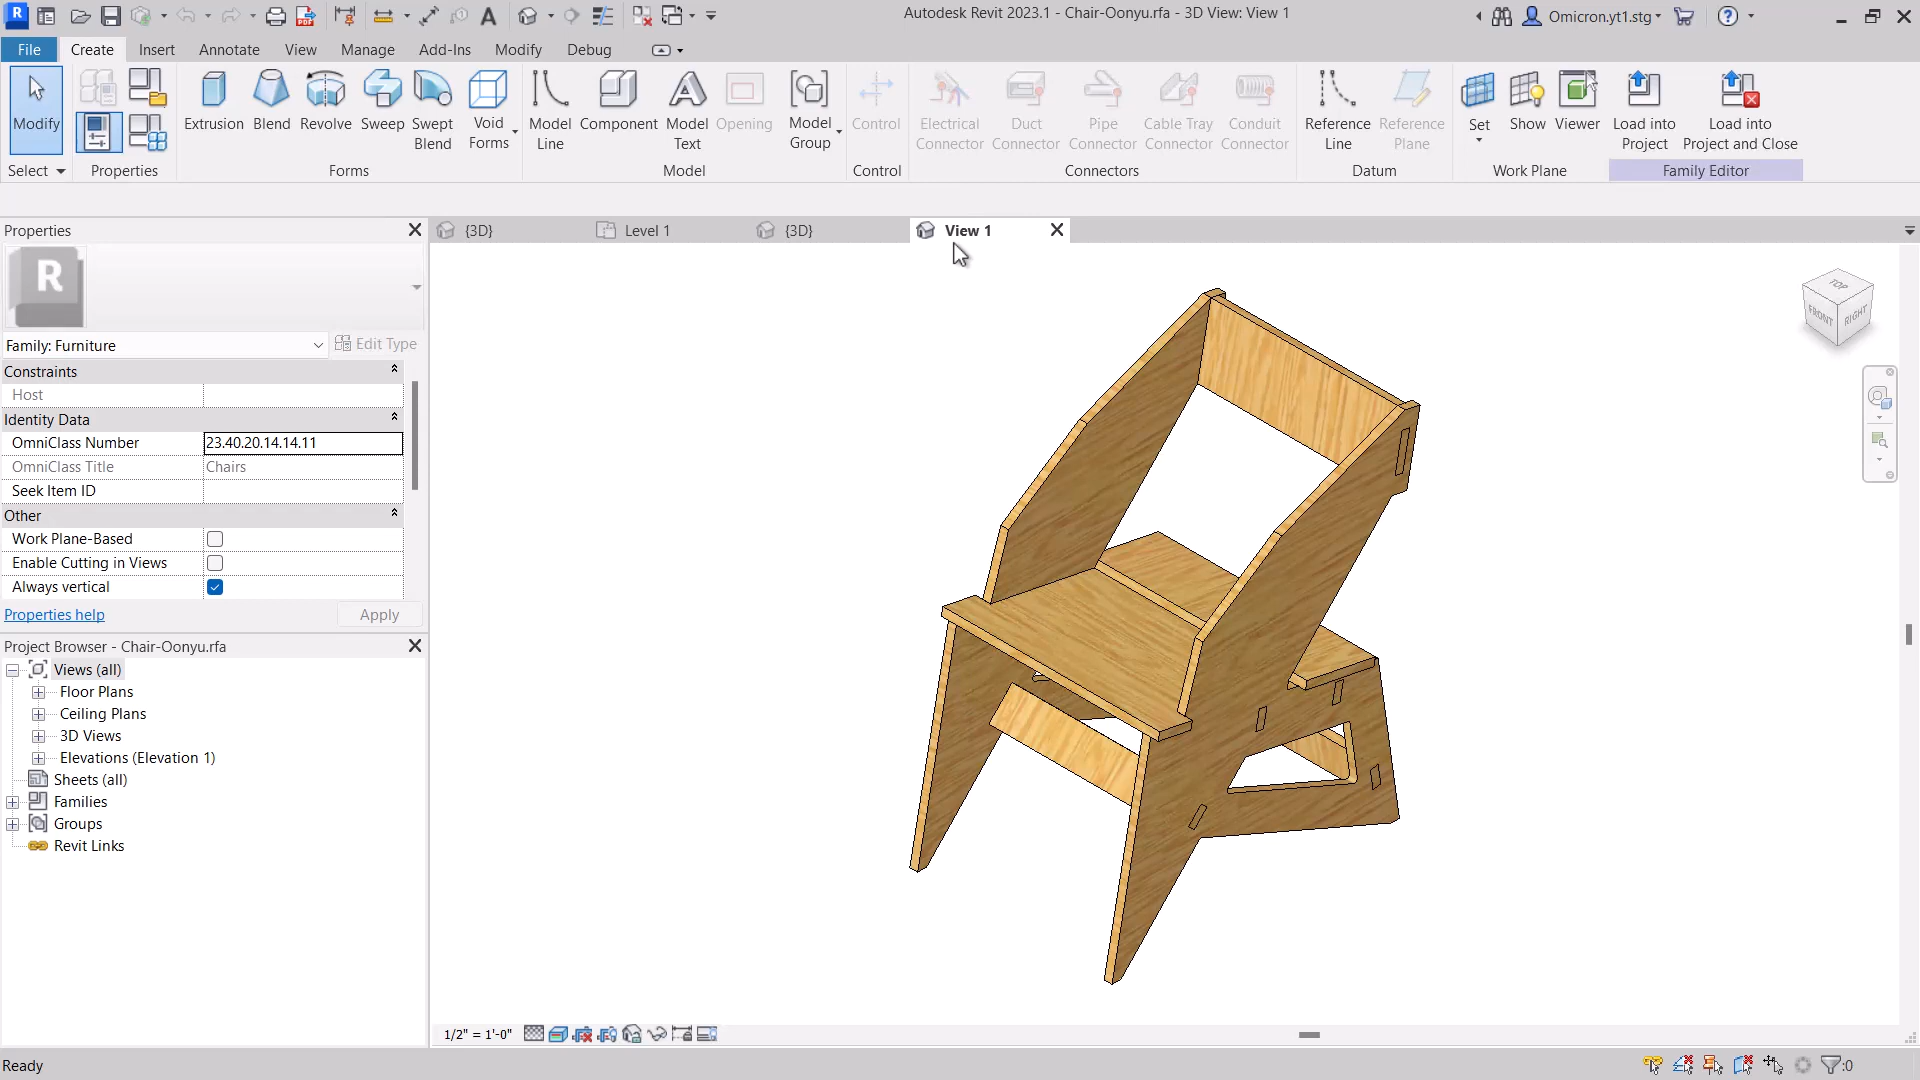 Autodesk Revit 2023.1 - Chair-Oonyu.rfa - 3D View: View 1
Omicron.yt1.stg
File Create Insert Annotate View Manage Add-Ins Modify Debug
Modify
Extrusion Blend Revolve Sweep Swept Blend Void Forms
Model Line Component Model Text Opening Model Group
Control
Electrical Connector Duct Connector Pipe Connector Cable Tray Connector Conduit Connector
Reference Line Reference Plane
Set Show Viewer
Load into Project Load into Project and Close
Select Properties Forms Model Control Connectors Datum Work Plane Family Editor
Properties
{3D} Level 1 {3D} View 1
R
Family: Furniture Edit Type
Constraints
Host
Identity Data
OmniClass Number 23.40.20.14.14.11
OmniClass Title Chairs
Seek Item ID
Other
Work Plane-Based
Enable Cutting in Views
Always vertical
Properties help Apply
Project Browser - Chair-Oonyu.rfa
Views (all)
Floor Plans
Ceiling Plans
3D Views
Elevations (Elevation 1)
Sheets (all)
Families
Groups
Revit Links
TOP
FRONT RIGHT
1/2" = 1'-0"
Ready
:0